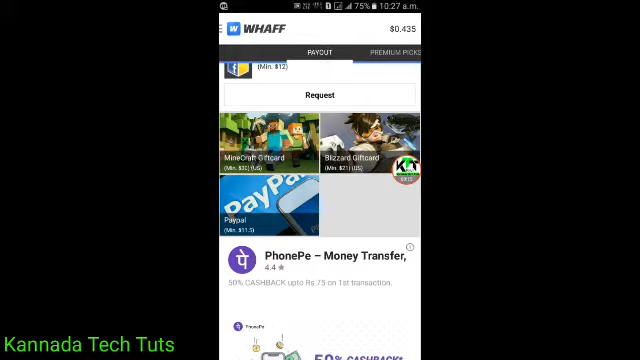 75% 10:27 a.m.
WHAFF $0.435
PAYOUT PREMIUM PICKS
(Min. $12)
Request
MineCraft Giftcard
(Min. $30) (US)
Blizzard Giftcard
(Min. $21) (US)
KTT
PayPal
Paypal
(Min. $11.5)
पे PhonePe – Money Transfer,
4.4 ★
50% CASHBACK upto Rs.75 on 1st transaction.
पे PhonePe
50% CASHBACK*
Kannada Tech Tuts